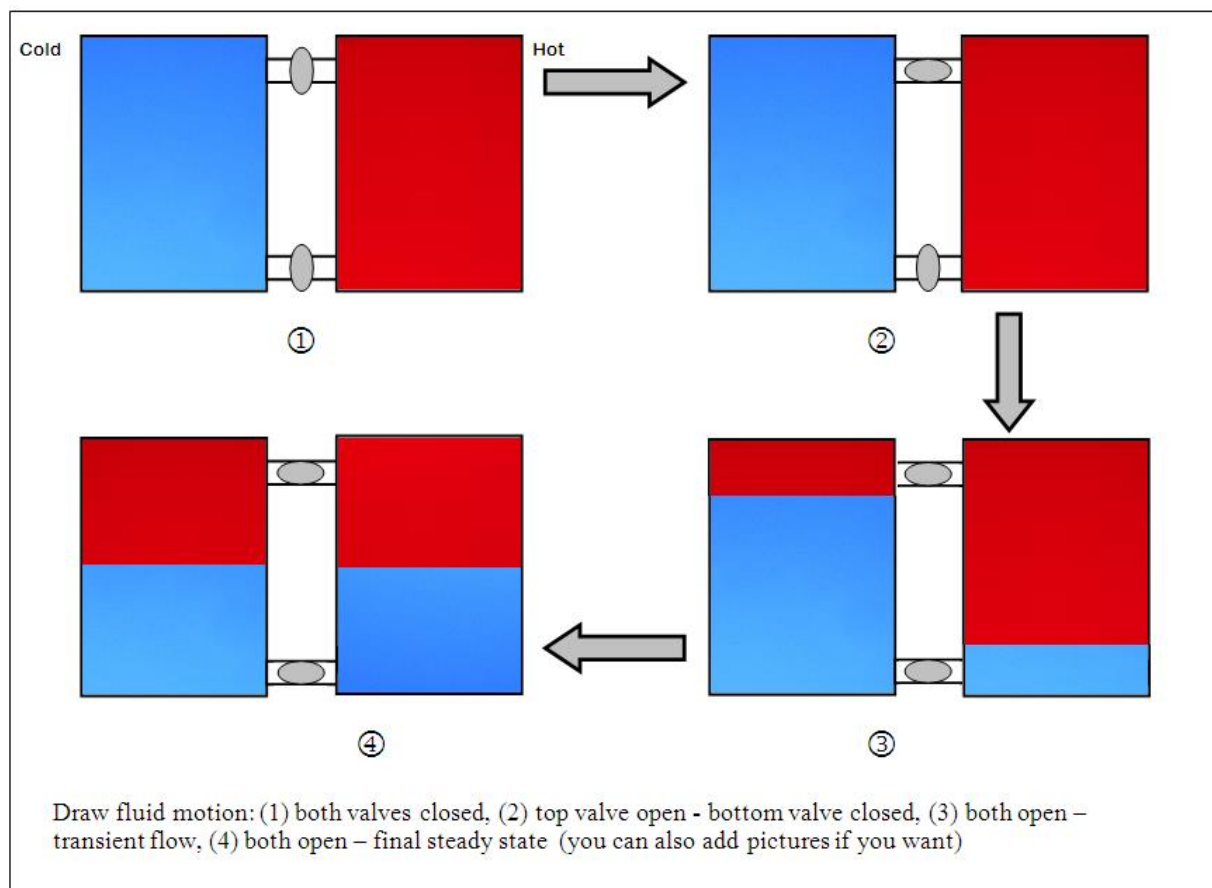 Cold
Hot
①
②
④
③
Draw fluid motion: (1) both valves closed, (2) top valve open - bottom valve closed, (3) both open –
transient flow, (4) both open – final steady state (you can also add pictures if you want)